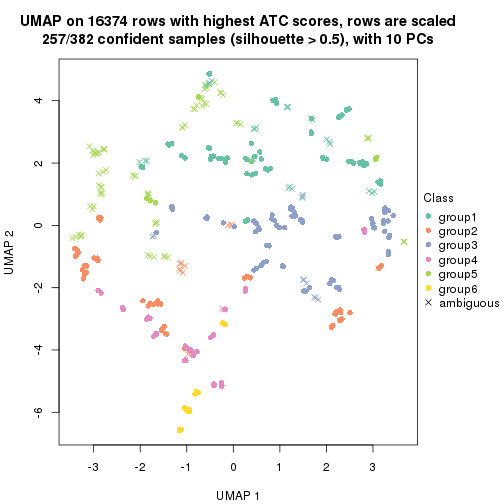 UMAP on 16374 rows with highest ATC scores, rows are scaled
257/382 confident samples (silhouette > 0.5), with 10 PCs
4
2
0
-2
-4
-6
UMAP 2
-3
-2
-1
0
1
2
3
UMAP 1
Class
group1
group2
group3
group4
group5
group6
ambiguous